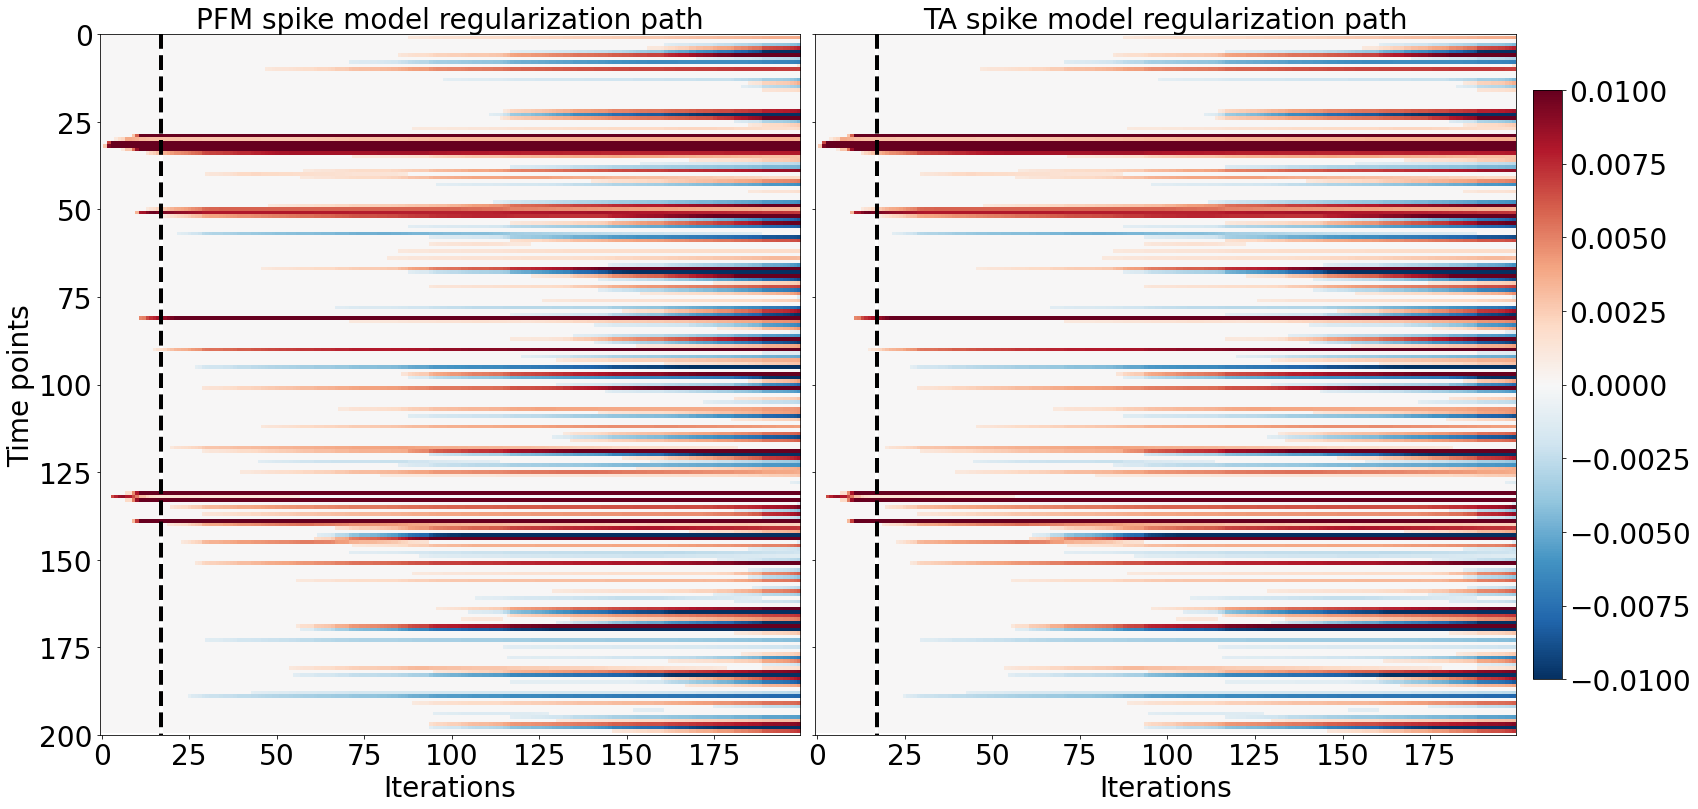 PFM spike model regularization path
TA spike model regularization path
0
25
50
75
100
125
150
175
200
Time points
0 25 50 75 100 125 150 175
0 25 50 75 100 125 150 175
Iterations
Iterations
0.0100
0.0075
0.0050
0.0025
0.0000
−0.0025
−0.0050
−0.0075
−0.0100